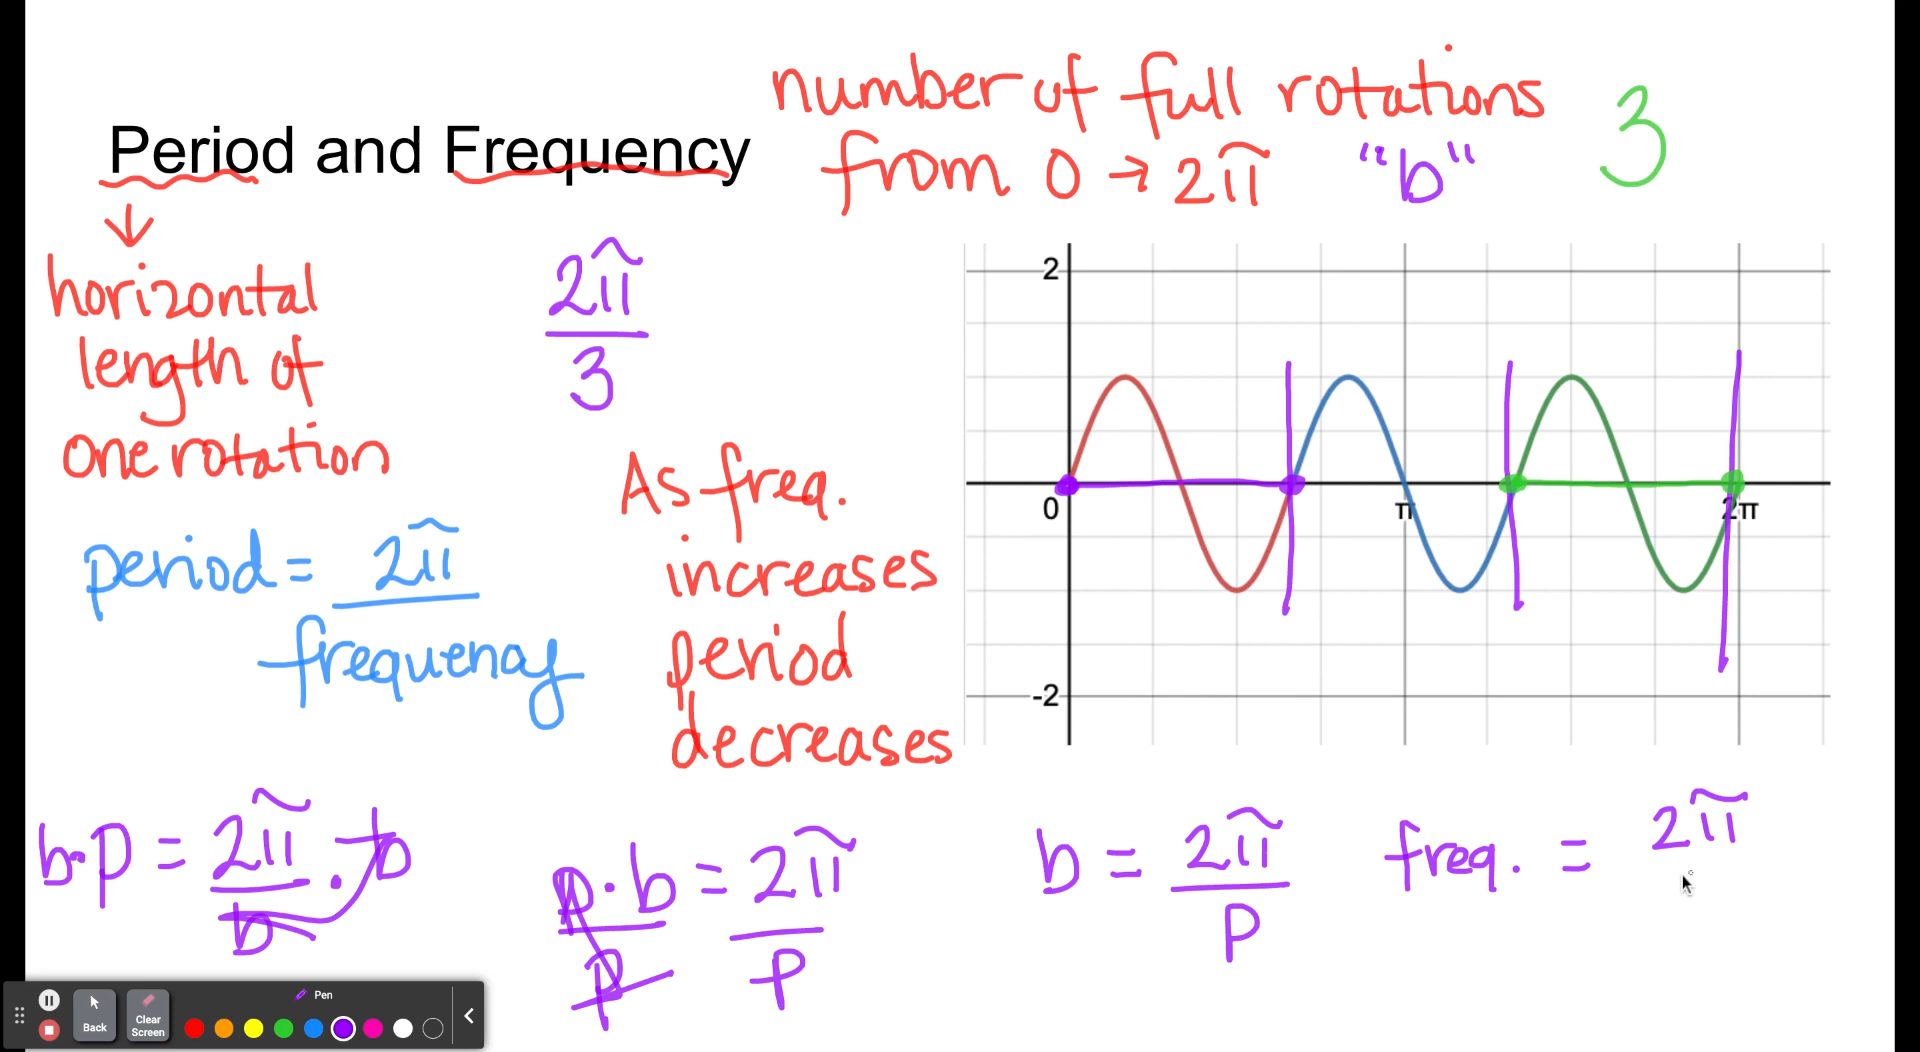 number of full rotations
from 0 → 2π "b"
3
Period and Frequency
↓
horizontal
length of
one rotation
2π
3
period = 2π
frequency
As freq.
increases
period
decreases
2
0
π
2π
-2
b·p = 2π · b
b
p·b = 2π
p p
b = 2π
p
freq. = 2π
Pen
Back
Clear
Screen